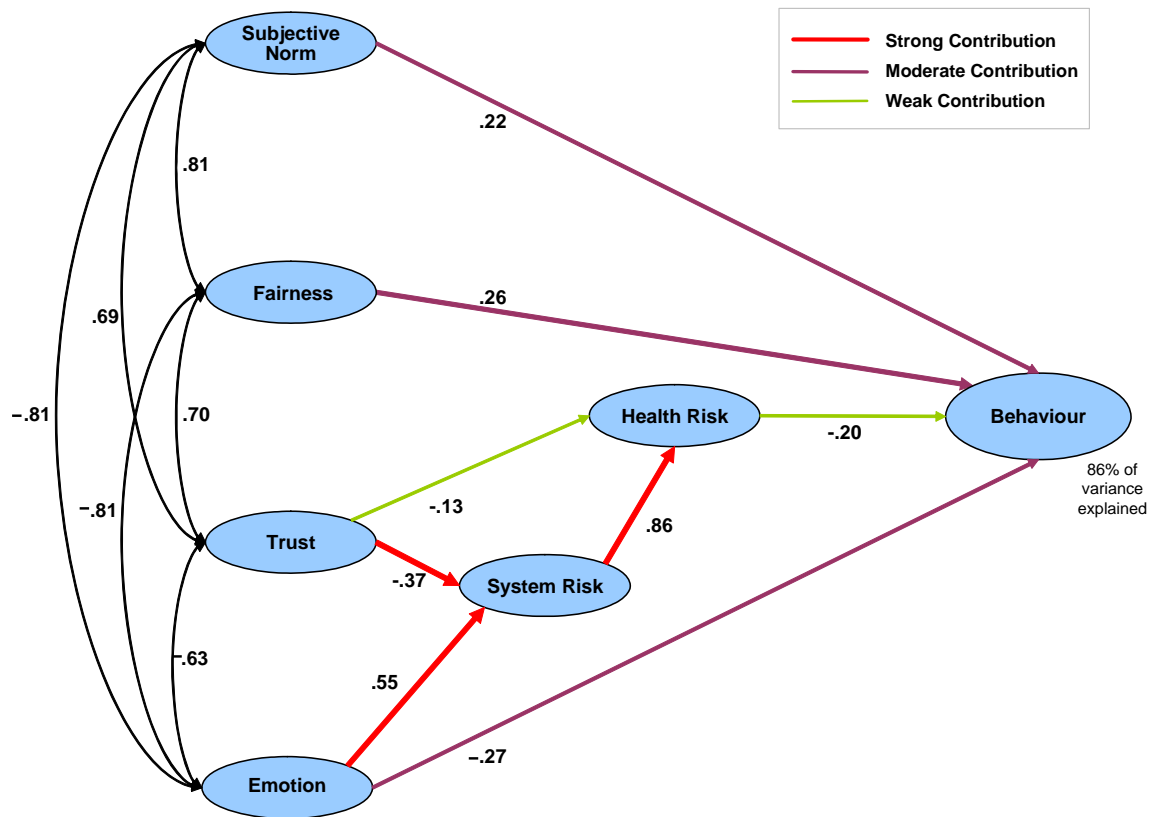 Subjective
Norm
Strong Contribution
Moderate Contribution
Weak Contribution
.22
.81
Fairness
.26
.69
–.81
.70
Health Risk
-.20
Behaviour
86% of
variance
explained
–.81
-.13
Trust
-.37
.86
System Risk
–.63
.55
–.27
Emotion